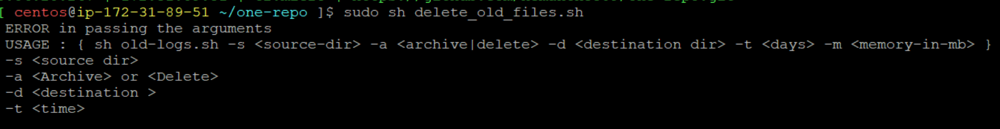 [ centos@ip-172-31-89-51 ~/one-repo ]$ sudo sh delete_old_files.sh
ERROR in passing the arguments
USAGE : { sh old-logs.sh -s <source-dir> -a <archive|delete> -d <destination dir> -t <days> -m <memory-in-mb> }
-s <source dir>
-a <Archive> or <Delete>
-d <destination >
-t <time>